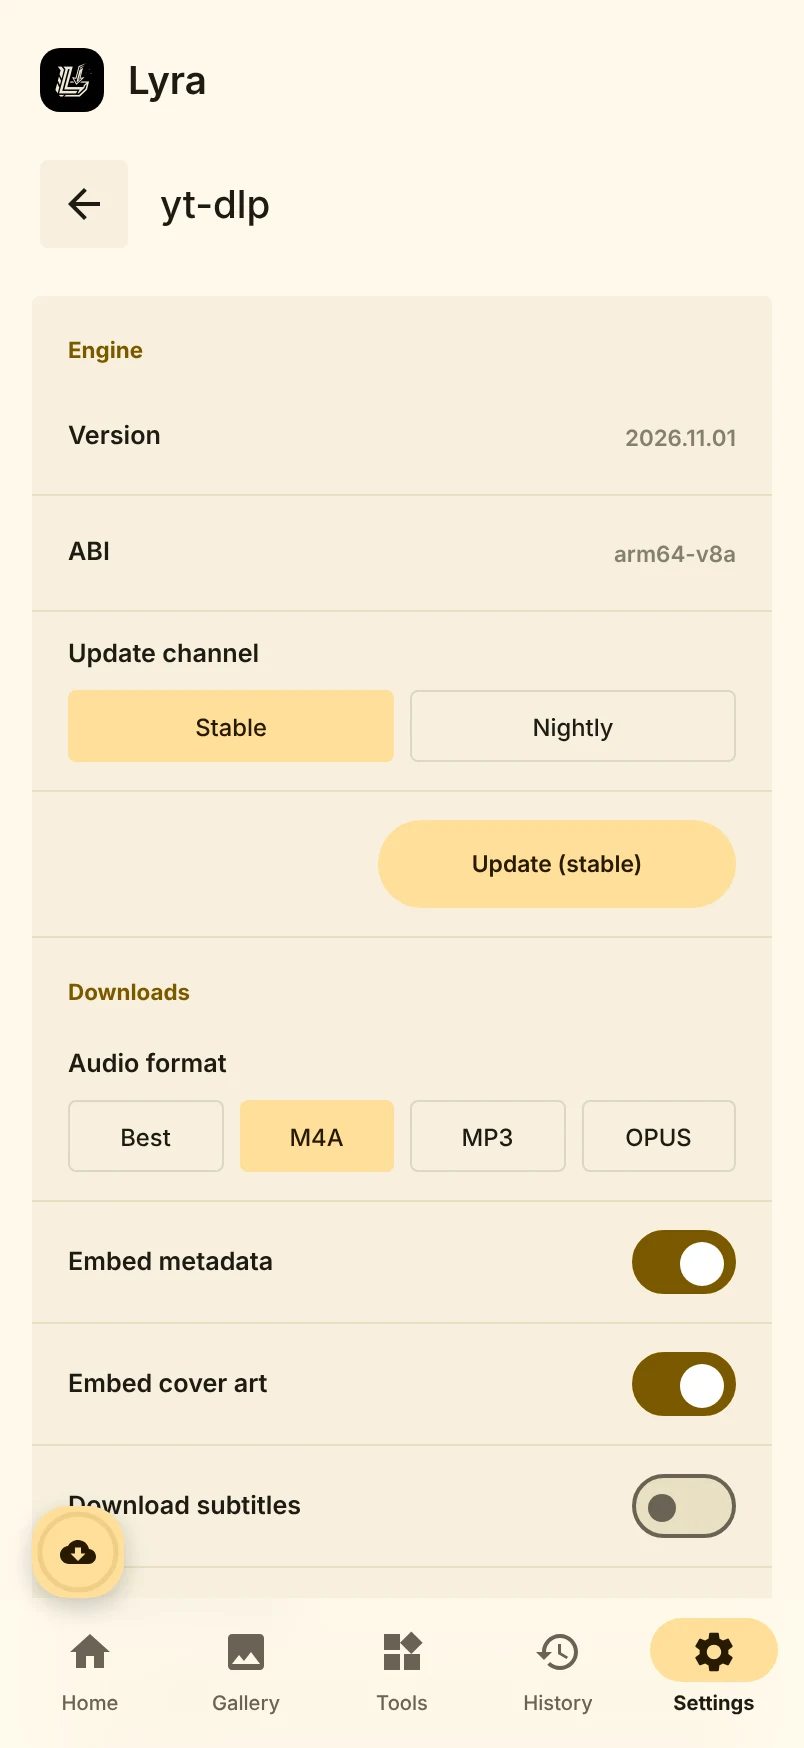 Lyra
yt-dlp
Engine
Version 2026.11.01
ABI arm64-v8a
Update channel
Stable Nightly
Update (stable)
Downloads
Audio format
Best M4A MP3 OPUS
Embed metadata
Embed cover art
Download subtitles
Home Gallery Tools History Settings